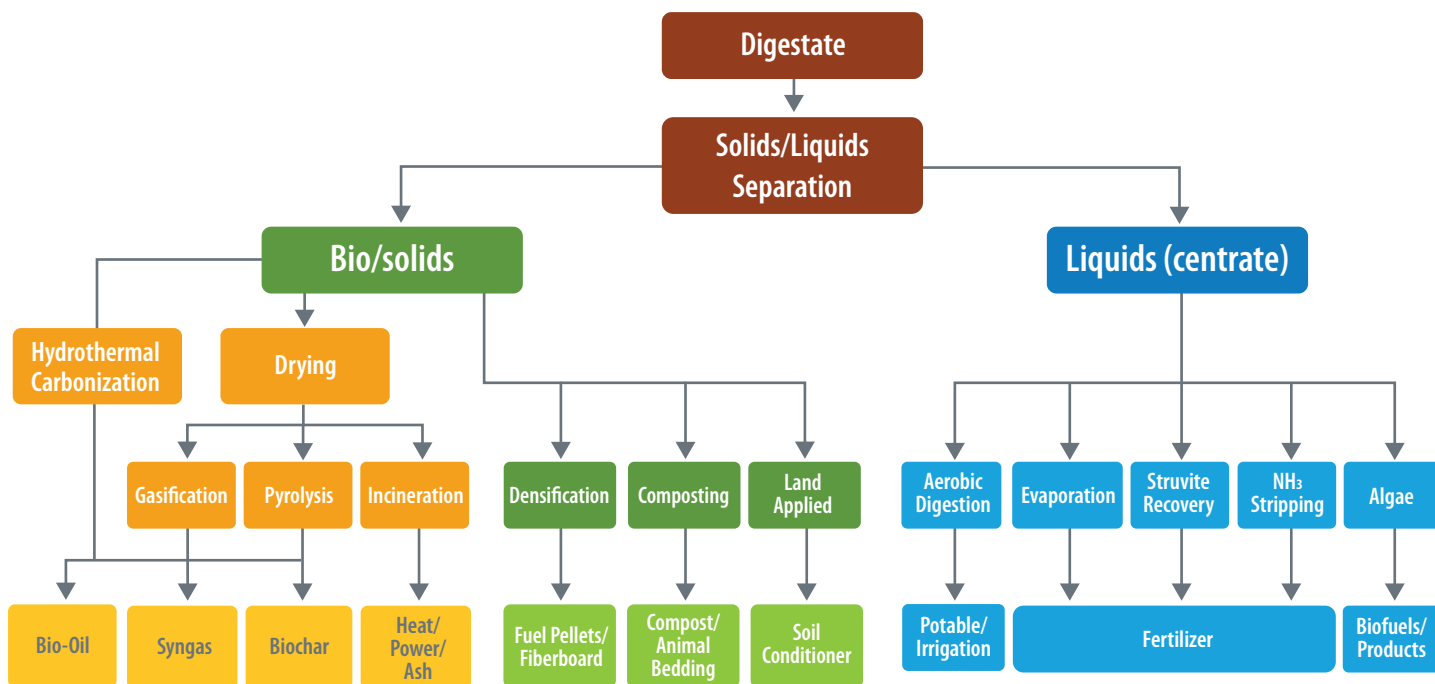 Digestate
Solids/Liquids
Separation
Bio/solids
Liquids (centrate)
Hydrothermal
Carbonization
Drying
Gasification
Pyrolysis
Incineration
Densification
Composting
Land
Applied
Aerobic
Digestion
Evaporation
Struvite
Recovery
NH₃
Stripping
Algae
Bio-Oil
Syngas
Biochar
Heat/
Power/
Ash
Fuel Pellets/
Fiberboard
Compost/
Animal
Bedding
Soil
Conditioner
Potable/
Irrigation
Fertilizer
Biofuels/
Products